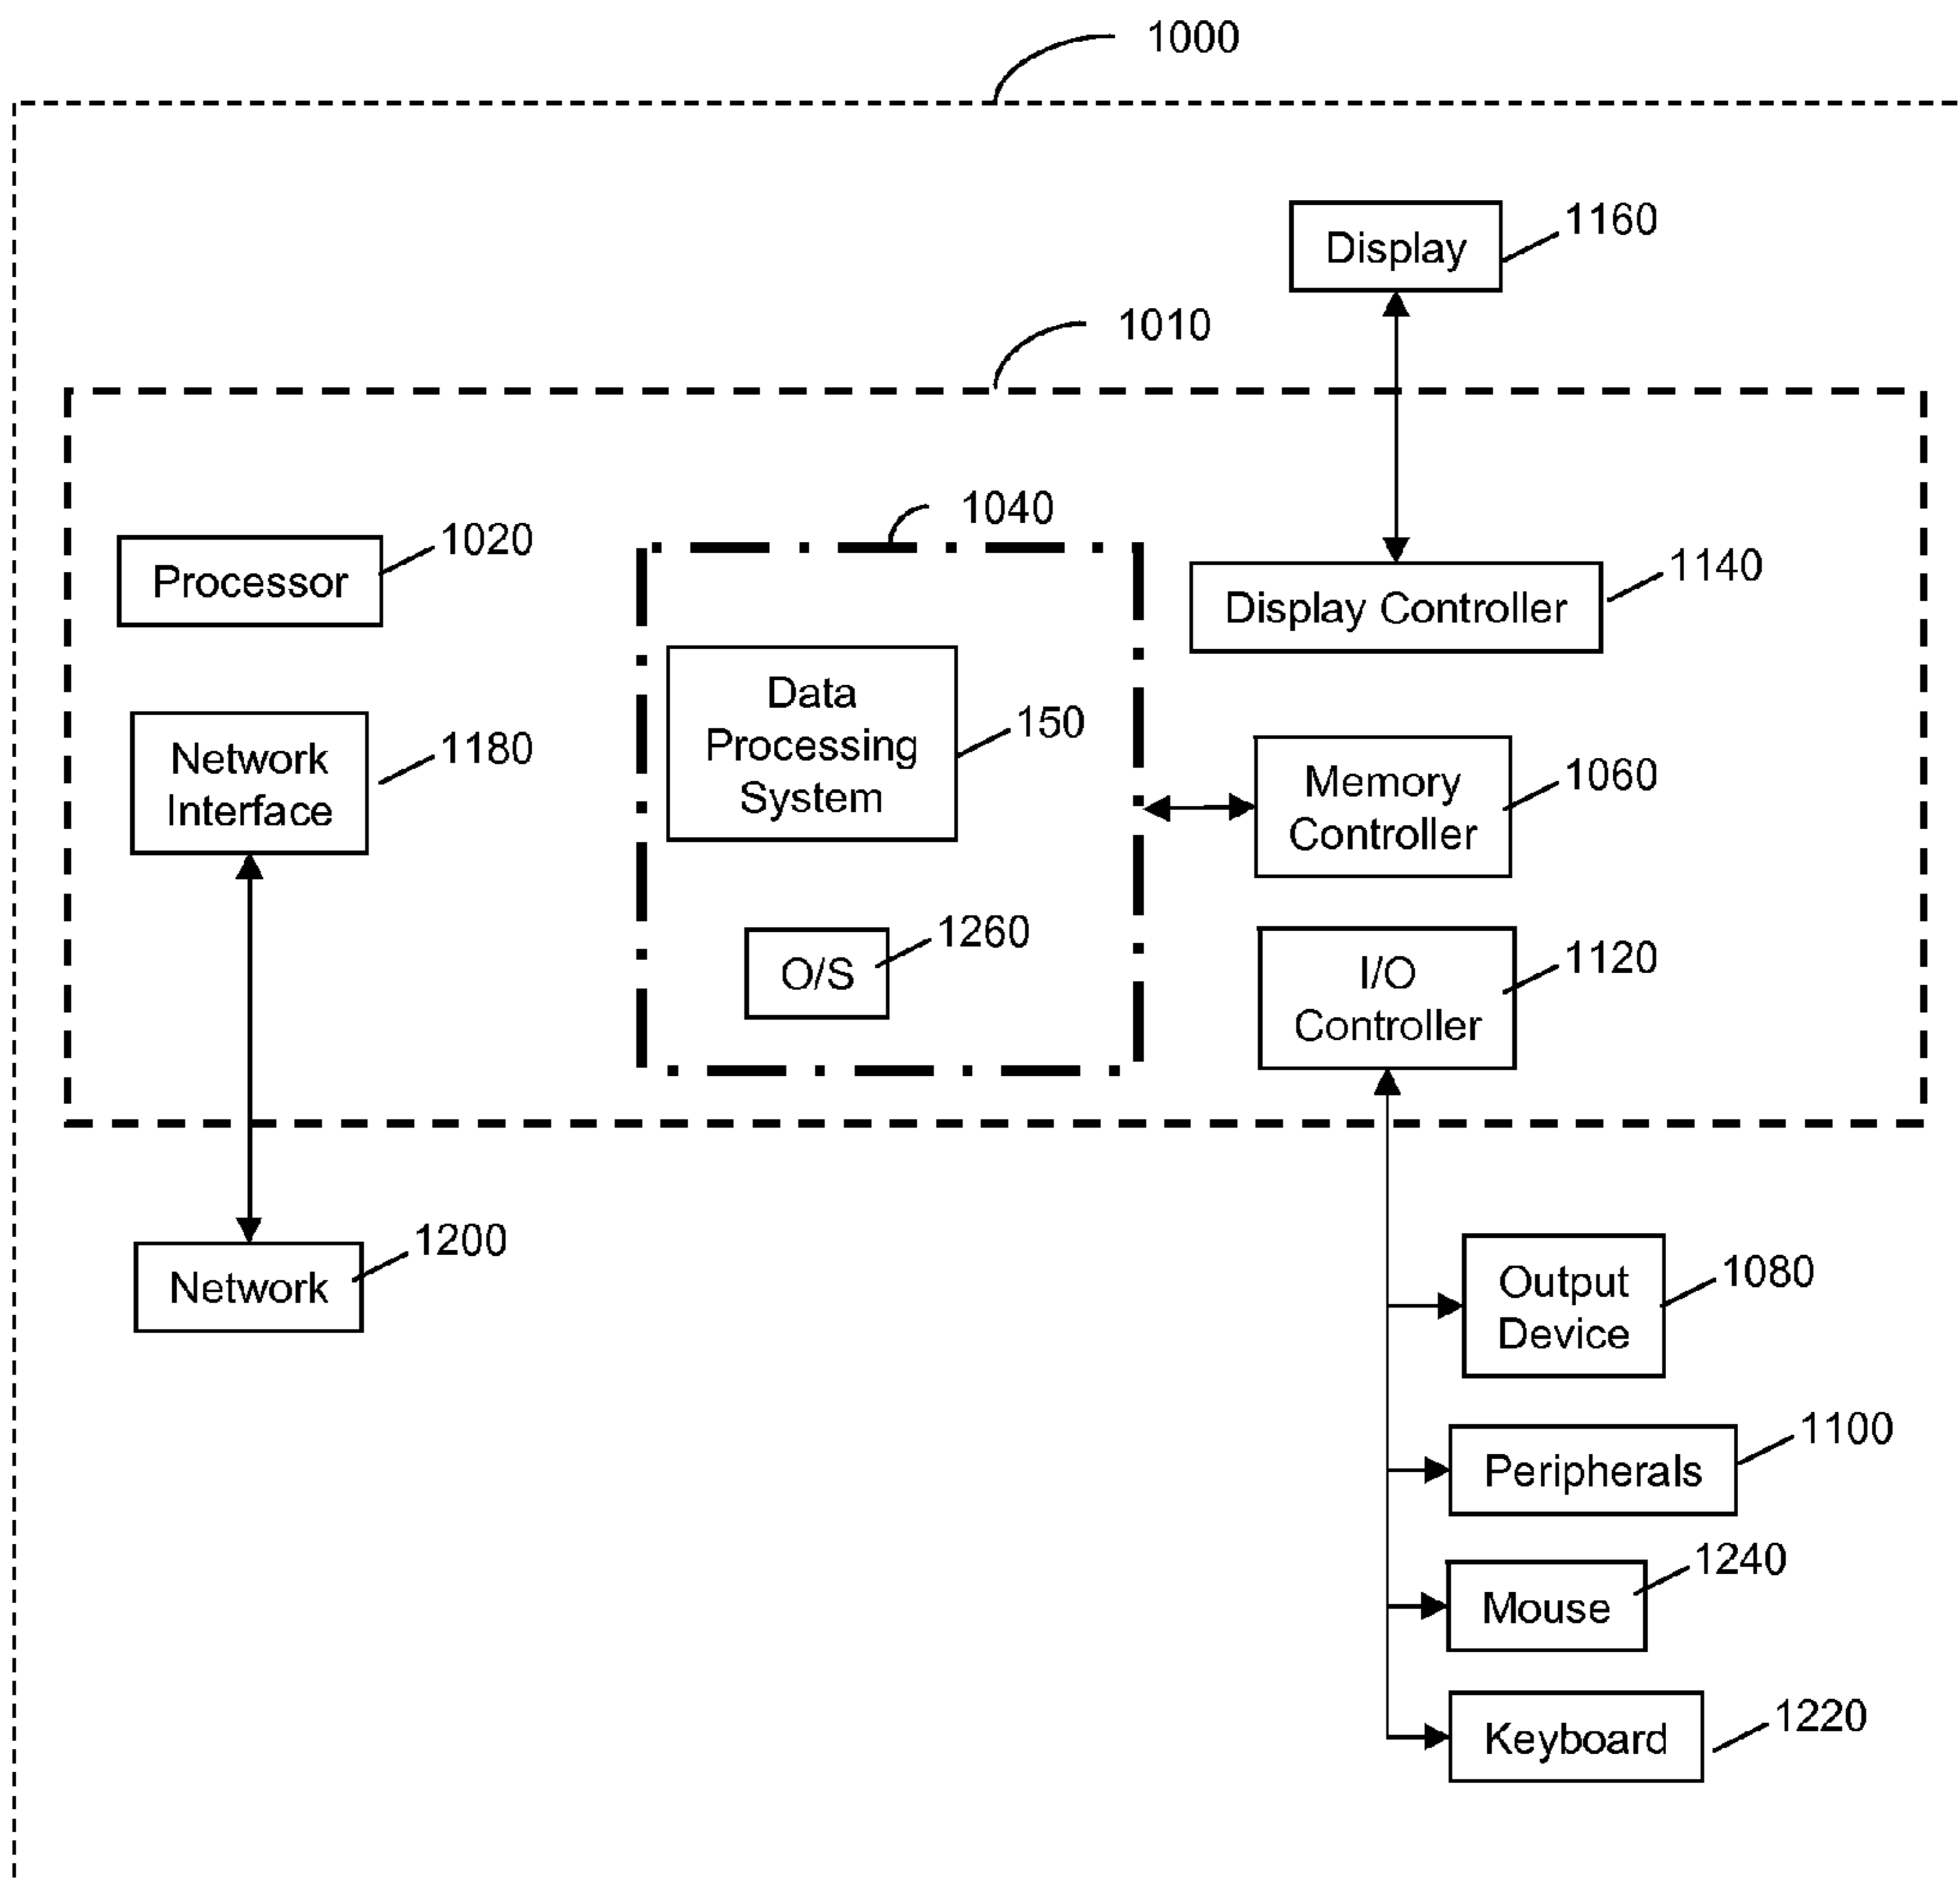 1000
Display
1160
1010
1040
Processor
1020
Display Controller
1140
Data
Processing
System
150
Network
Interface
1180
Memory
Controller
1060
O/S
1260
I/O
Controller
1120
Network
1200
Output
Device
1080
Peripherals
1100
Mouse
1240
Keyboard
1220